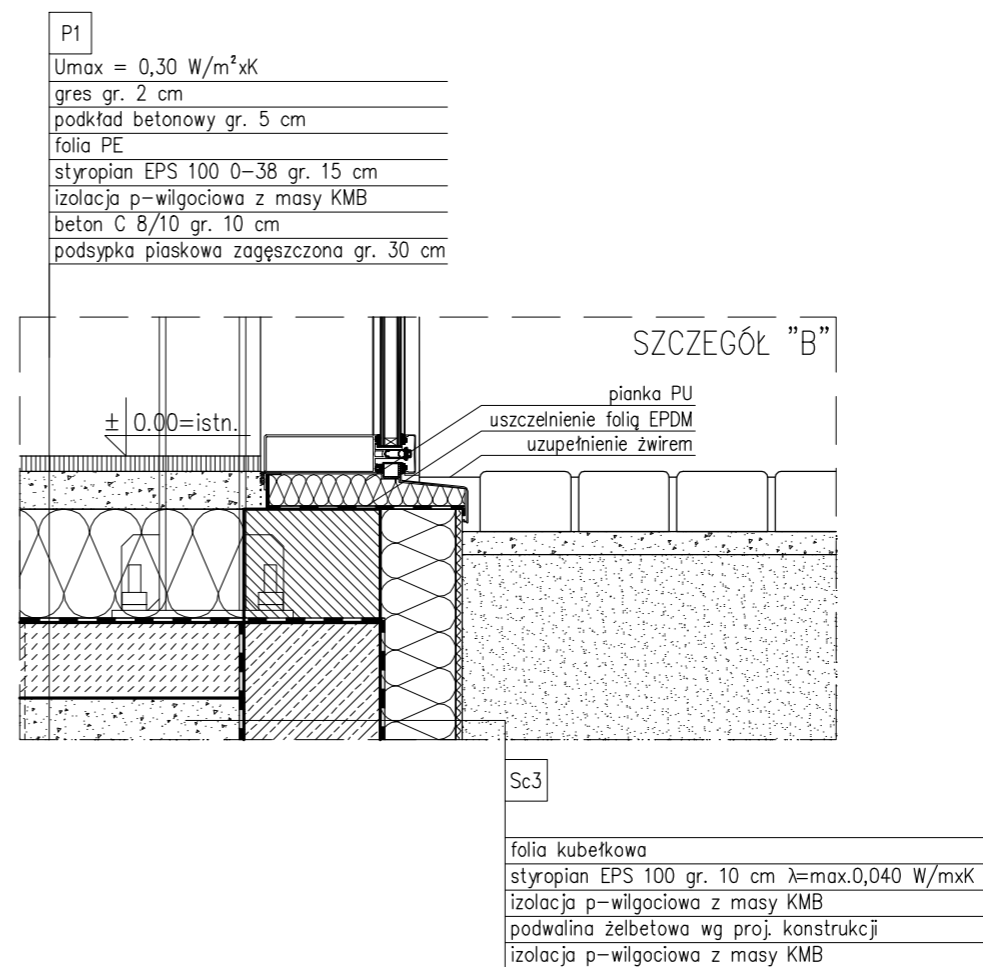 P1
Umax = 0,30 W/m²xK
gres gr. 2 cm
podkład betonowy gr. 5 cm
folia PE
styropian EPS 100 0-38 gr. 15 cm
izolacja p-wilgociowa z masy KMB
beton C 8/10 gr. 10 cm
podsypka piaskowa zagęszczona gr. 30 cm
SZCZEGÓŁ "B"
pianka PU
± 0.00=istn.
uszczelnienie folią EPDM
uzupełnienie żwirem
Sc3
folia kubełkowa
styropian EPS 100 gr. 10 cm λ=max.0,040 W/mxK
izolacja p-wilgociowa z masy KMB
podwalina żelbetowa wg proj. konstrukcji
izolacja p-wilgociowa z masy KMB